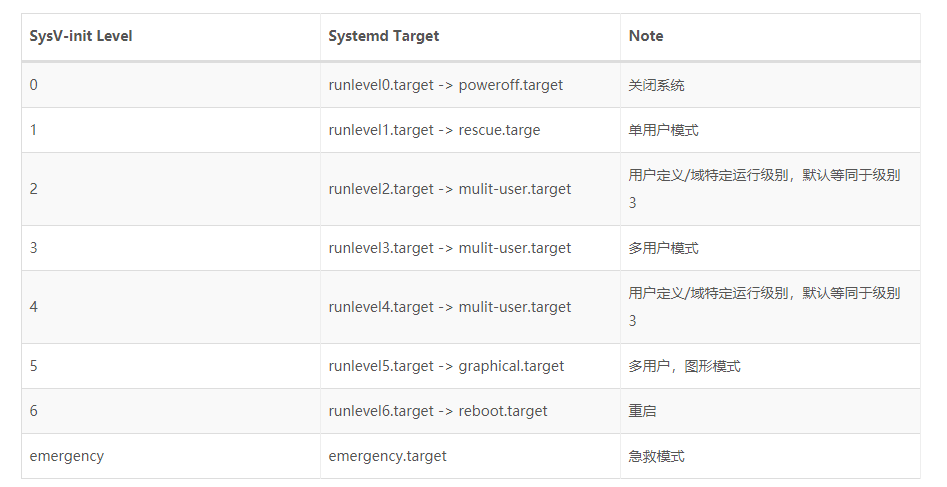 SysV-init Level Systemd Target Note
0 runlevel0.target -> poweroff.target 关闭系统
1 runlevel1.target -> rescue.targe 单用户模式
2 runlevel2.target -> mulit-user.target 用户定义/域特定运行级别，默认等同于级别
3
3 runlevel3.target -> mulit-user.target 多用户模式
4 runlevel4.target -> mulit-user.target 用户定义/域特定运行级别，默认等同于级别
3
5 runlevel5.target -> graphical.target 多用户，图形模式
6 runlevel6.target -> reboot.target 重启
emergency emergency.target 急救模式